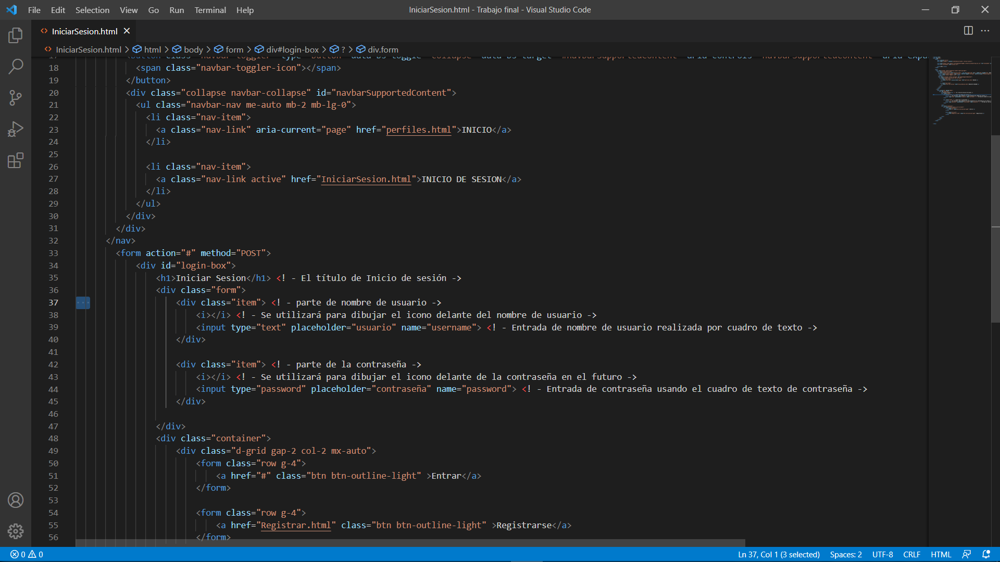 File Edit Selection View Go Run Terminal Help
IniciarSesion.html - Trabajo final - Visual Studio Code
IniciarSesion.html
IniciarSesion.html > html > body > form > div#login-box > ? > div.form
18 <span class="navbar-toggler-icon"></span>
19 </button>
20 <div class="collapse navbar-collapse" id="navbarSupportedContent">
21 <ul class="navbar-nav me-auto mb-2 mb-lg-0">
22 <li class="nav-item">
23 <a class="nav-link" aria-current="page" href="perfiles.html">INICIO</a>
24 </li>
25
26 <li class="nav-item">
27 <a class="nav-link active" href="IniciarSesion.html">INICIO DE SESION</a>
28 </li>
29 </ul>
30 </div>
31 </div>
32 </nav>
33 <form action="#" method="POST">
34 <div id="login-box">
35 <h1>Iniciar Sesion</h1> <! - El título de Inicio de sesión ->
36 <div class="form">
37 <div class="item"> <! - parte de nombre de usuario ->
38 <i></i> <! - Se utilizará para dibujar el icono delante del nombre de usuario ->
39 <input type="text" placeholder="usuario" name="username"> <! - Entrada de nombre de usuario realizada por cuadro de texto ->
40 </div>
41
42 <div class="item"> <! - parte de la contraseña ->
43 <i></i> <! - Se utilizará para dibujar el icono delante de la contraseña en el futuro ->
44 <input type="password" placeholder="contraseña" name="password"> <! - Entrada de contraseña usando el cuadro de texto de contraseña ->
45 </div>
46
47 </div>
48 <div class="container">
49 <div class="d-grid gap-2 col-2 mx-auto">
50 <form class="row g-4">
51 <a href="#" class="btn btn-outline-light" >Entrar</a>
52 </form>
53
54 <form class="row g-4">
55 <a href="Registrar.html" class="btn btn-outline-light" >Registrarse</a>
56 </form>
0 0 Ln 37, Col 1 (3 selected) Spaces: 2 UTF-8 CRLF HTML